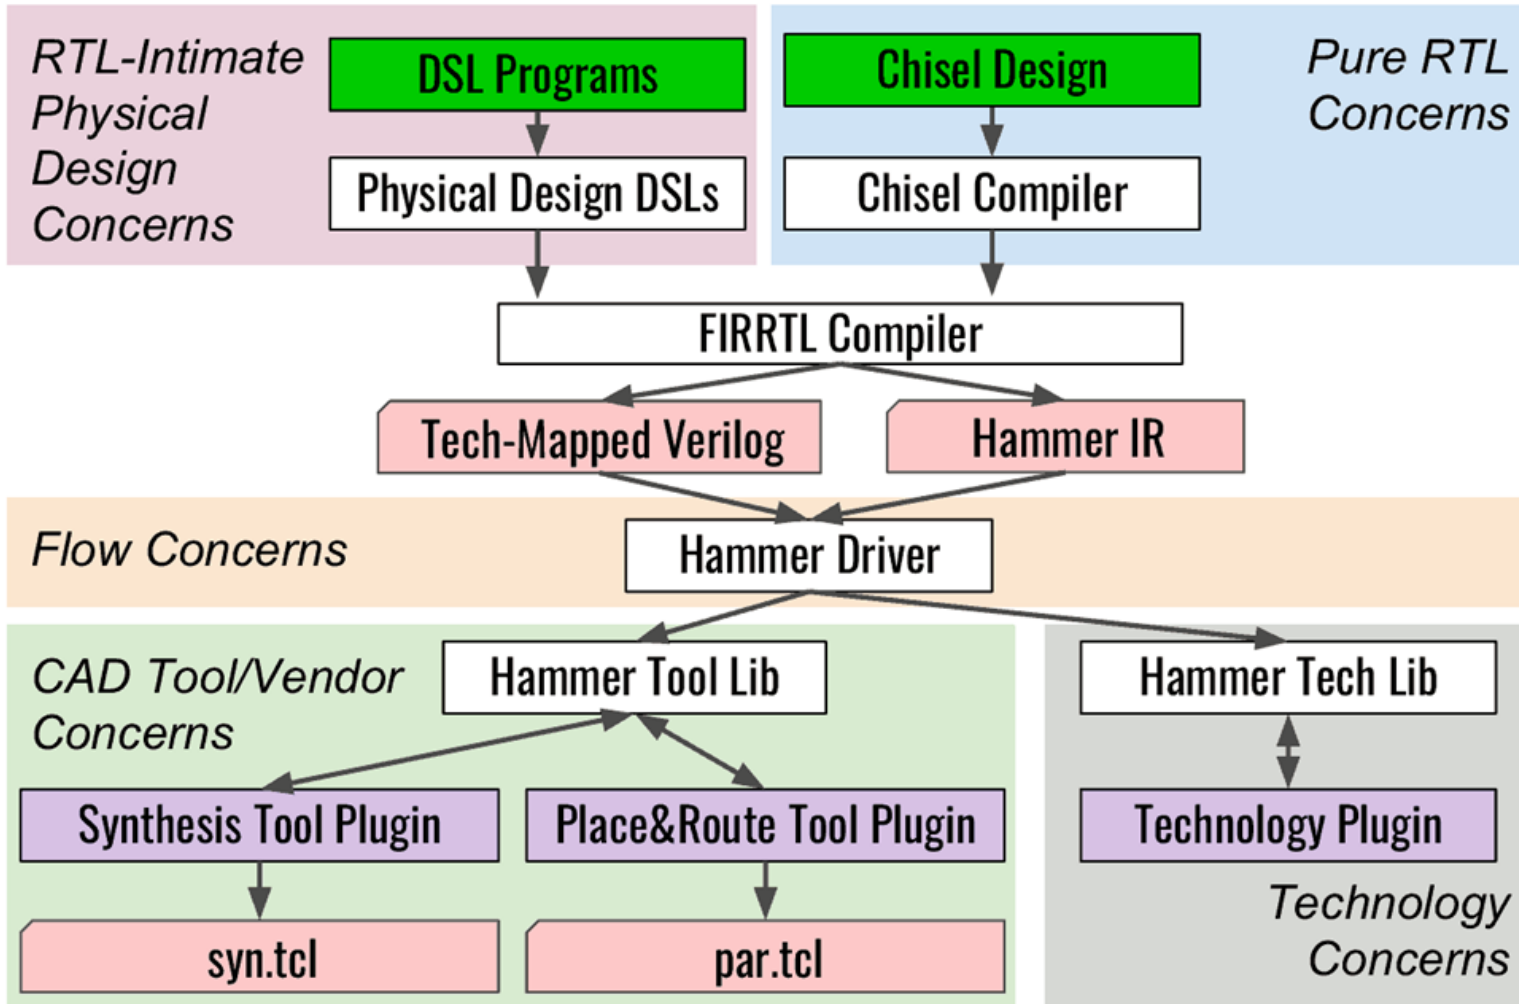 RTL-Intimate
Physical
Design
Concerns
DSL Programs
Physical Design DSLs
Chisel Design
Chisel Compiler
Pure RTL
Concerns
FIRRTL Compiler
Tech-Mapped Verilog
Hammer IR
Flow Concerns
Hammer Driver
CAD Tool/Vendor
Concerns
Hammer Tool Lib
Synthesis Tool Plugin
Place&Route Tool Plugin
syn.tcl
par.tcl
Hammer Tech Lib
Technology Plugin
Technology
Concerns